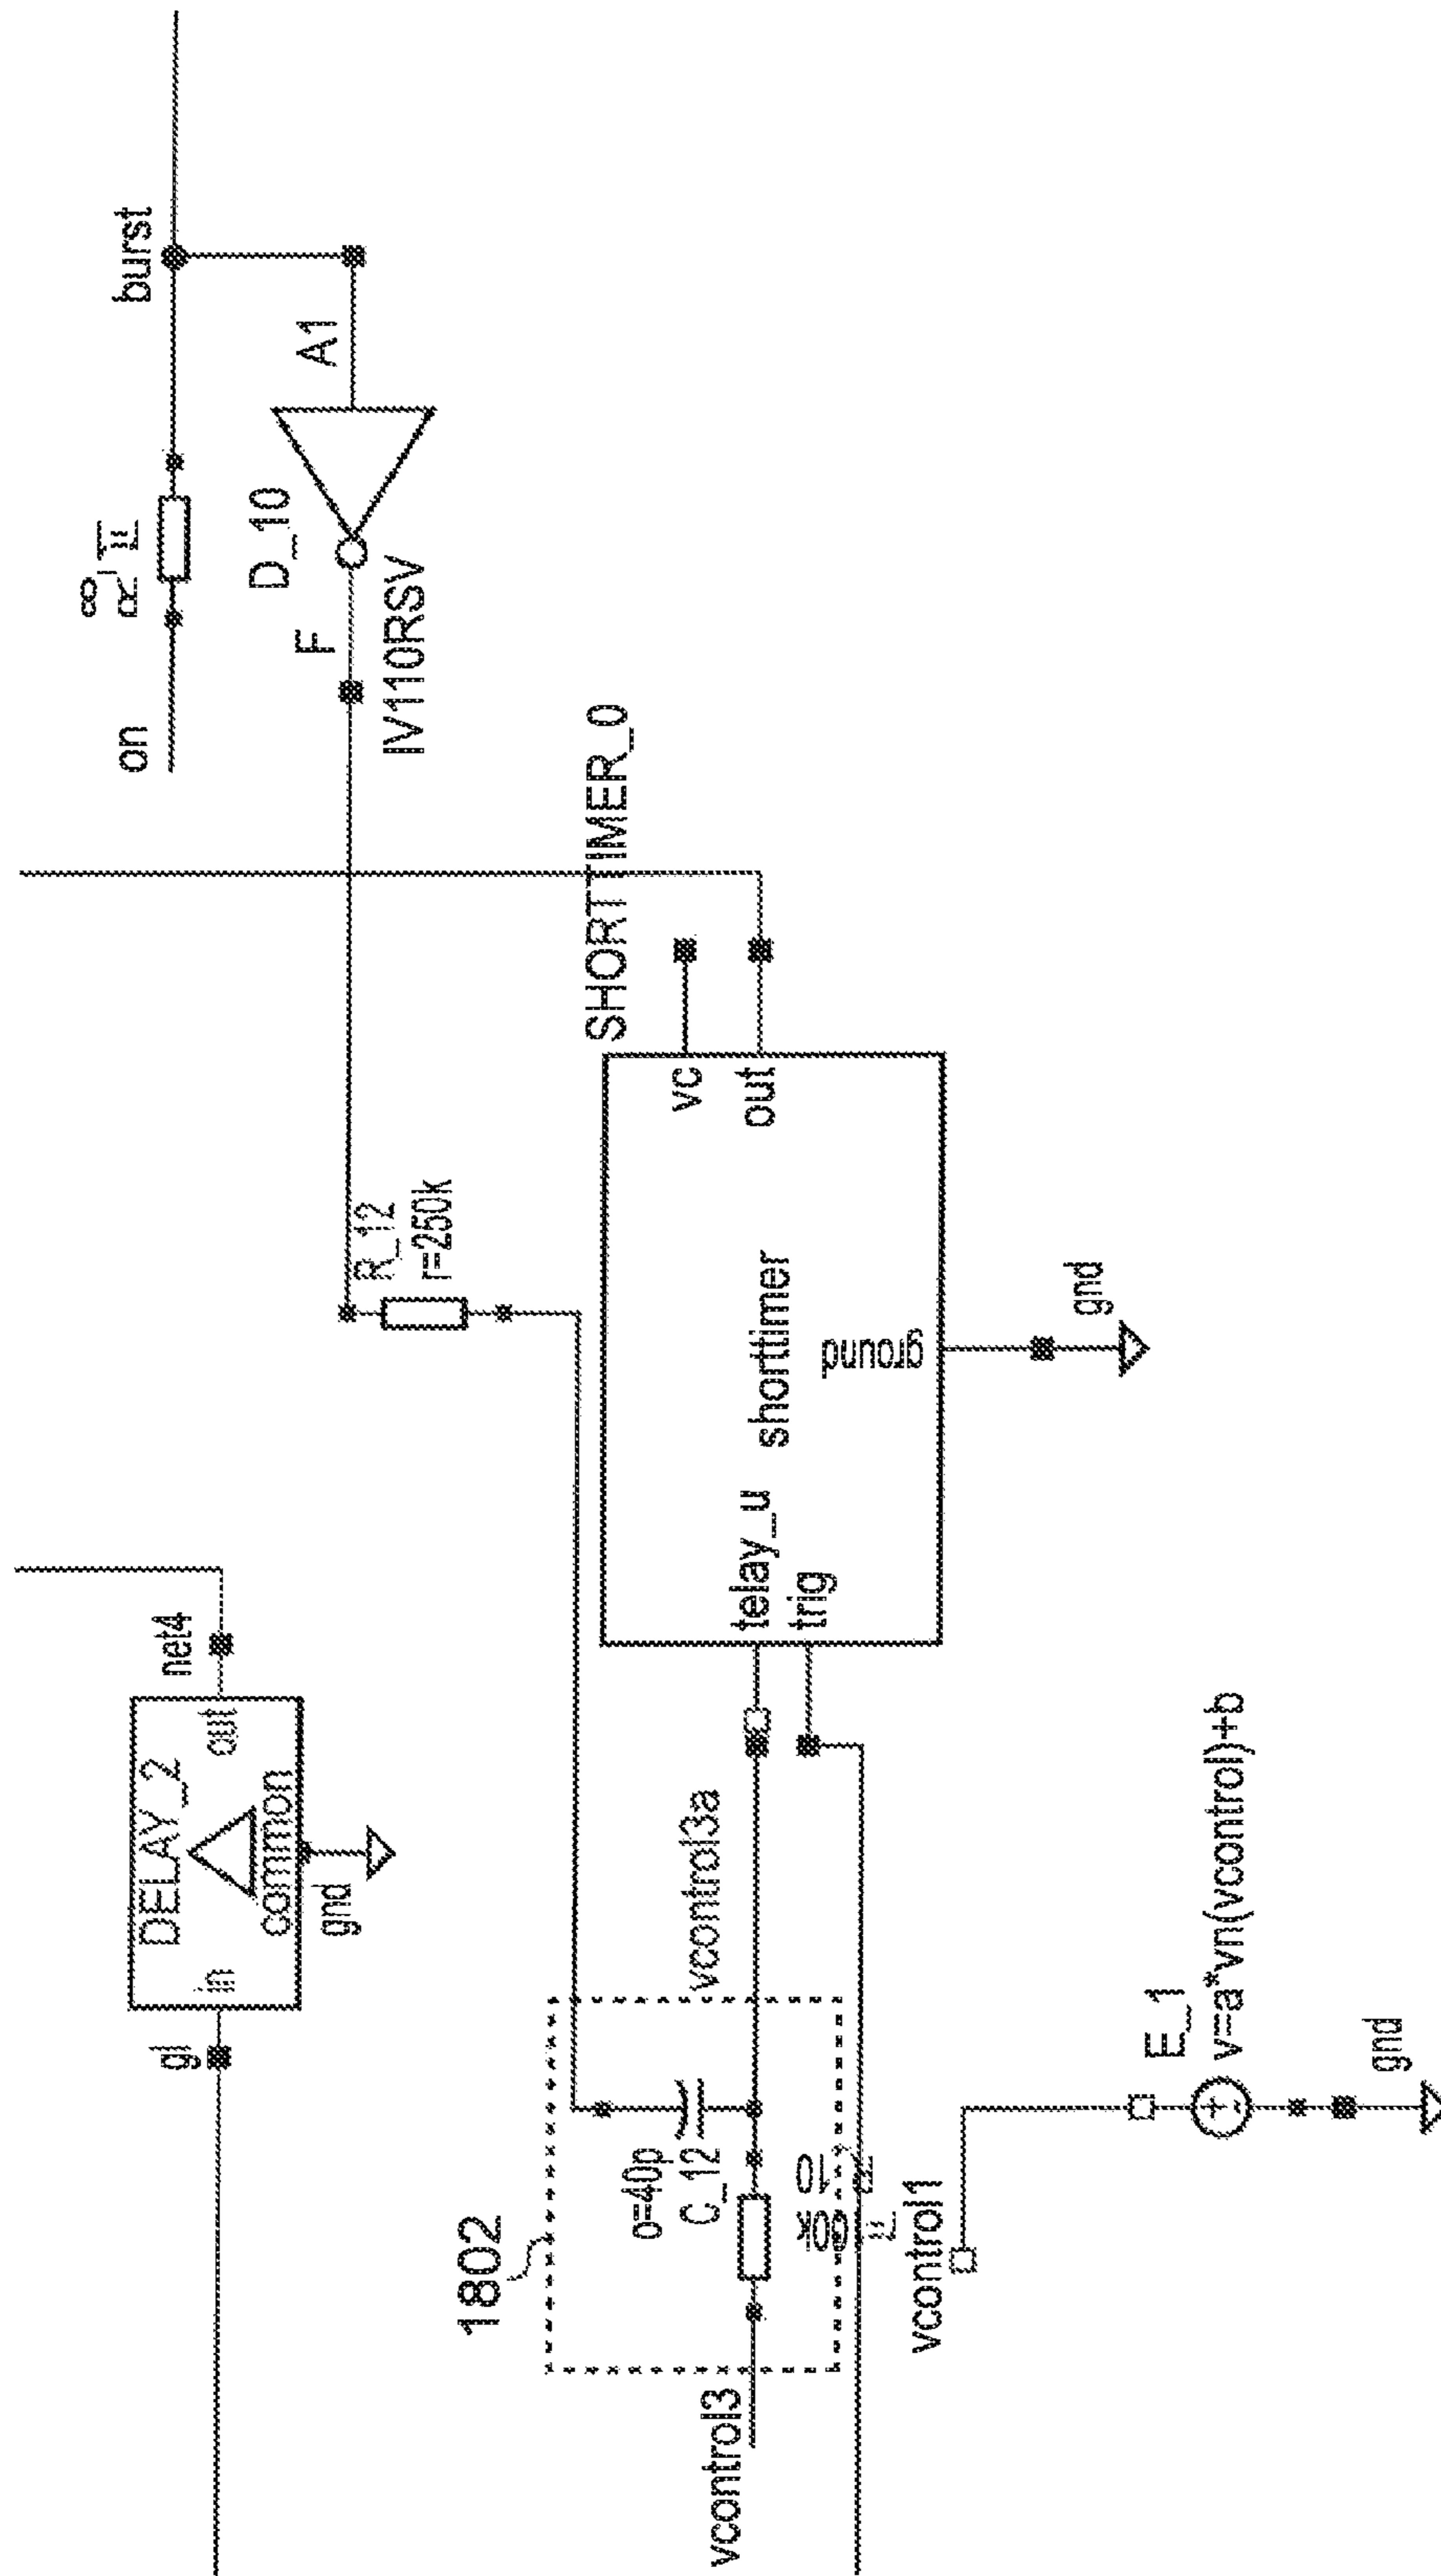 gl
in
DELAY_2
common
out
net4
gnd
on
burst
D_10
A1
F
IV110RSV
R_12
r=250k
SHORTTIMER_0
vc
out
shorttimer
ground
gnd
telay_u
trig
vcontrol3a
1802
o=40p
C_12
vcontrol3
vcontrol1
E_1
v=a*vn(vcontrol)+b
gnd